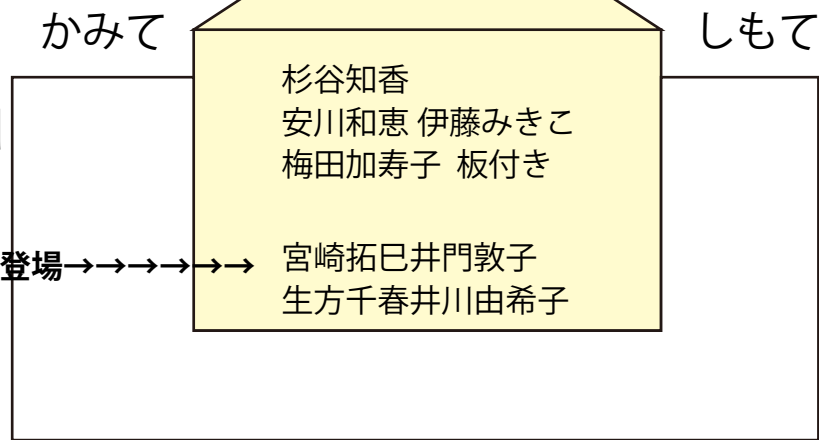 かみて
しもて
杉谷知香
安川和恵 伊藤みきこ
梅田加寿子 板付き
登場→→→→→→ 宮崎拓巳井門敦子
生方千春井川由希子